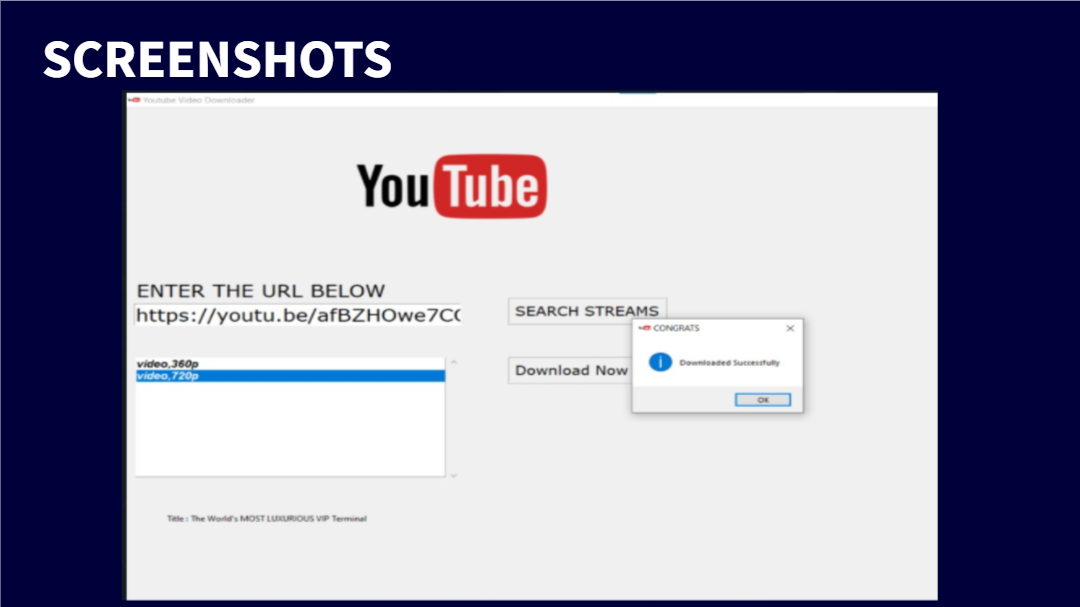 SCREENSHOTS
Youtube Video Downloader
YouTube
ENTER THE URL BELOW
https://youtu.be/afBZHOwe7C
SEARCH STREAMS
CONGRATS
Downloaded Successfully
OK
video,360p
video,720p
Download Now
Title : The World's MOST LUXURIOUS VIP Terminal